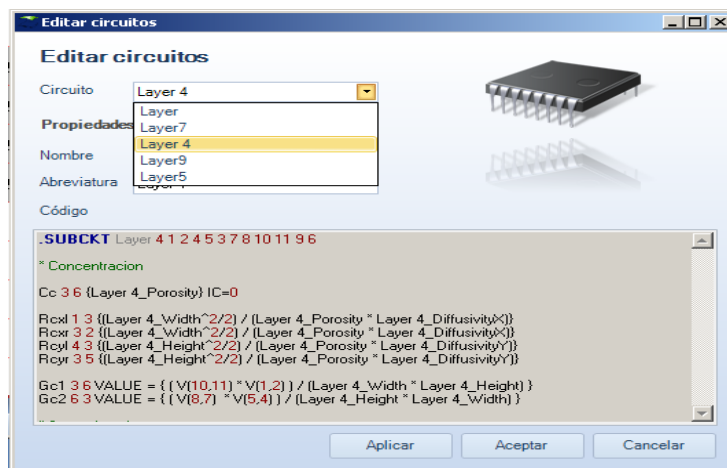 Editar circuitos
Editar circuitos
Circuito
Layer 4
Layer
Layer7
Layer 4
Layer9
Layer5
Propiedades
Nombre
Abreviatura
Código
.SUBCKT Layer 4 1 2 4 5 3 7 8 10 11 9 6
* Concentracion
Cc 3 6 {Layer 4_Porosity} IC=0
Rcxl 1 3 {(Layer 4_Width^2/2) / (Layer 4_Porosity * Layer 4_DiffusivityX)}
Rcxr 3 2 {(Layer 4_Width^2/2) / (Layer 4_Porosity * Layer 4_DiffusivityX)}
Rcyl 4 3 {(Layer 4_Height^2/2) / (Layer 4_Porosity * Layer 4_DiffusivityY)}
Rcyr 3 5 {(Layer 4_Height^2/2) / (Layer 4_Porosity * Layer 4_DiffusivityY)}
Gc1 3 6 VALUE = { ( V(10,11) * V(1,2) ) / (Layer 4_Width * Layer 4_Height) }
Gc2 6 3 VALUE = { ( V(8,7) * V(5,4) ) / (Layer 4_Height * Layer 4_Width) }
Aplicar
Aceptar
Cancelar